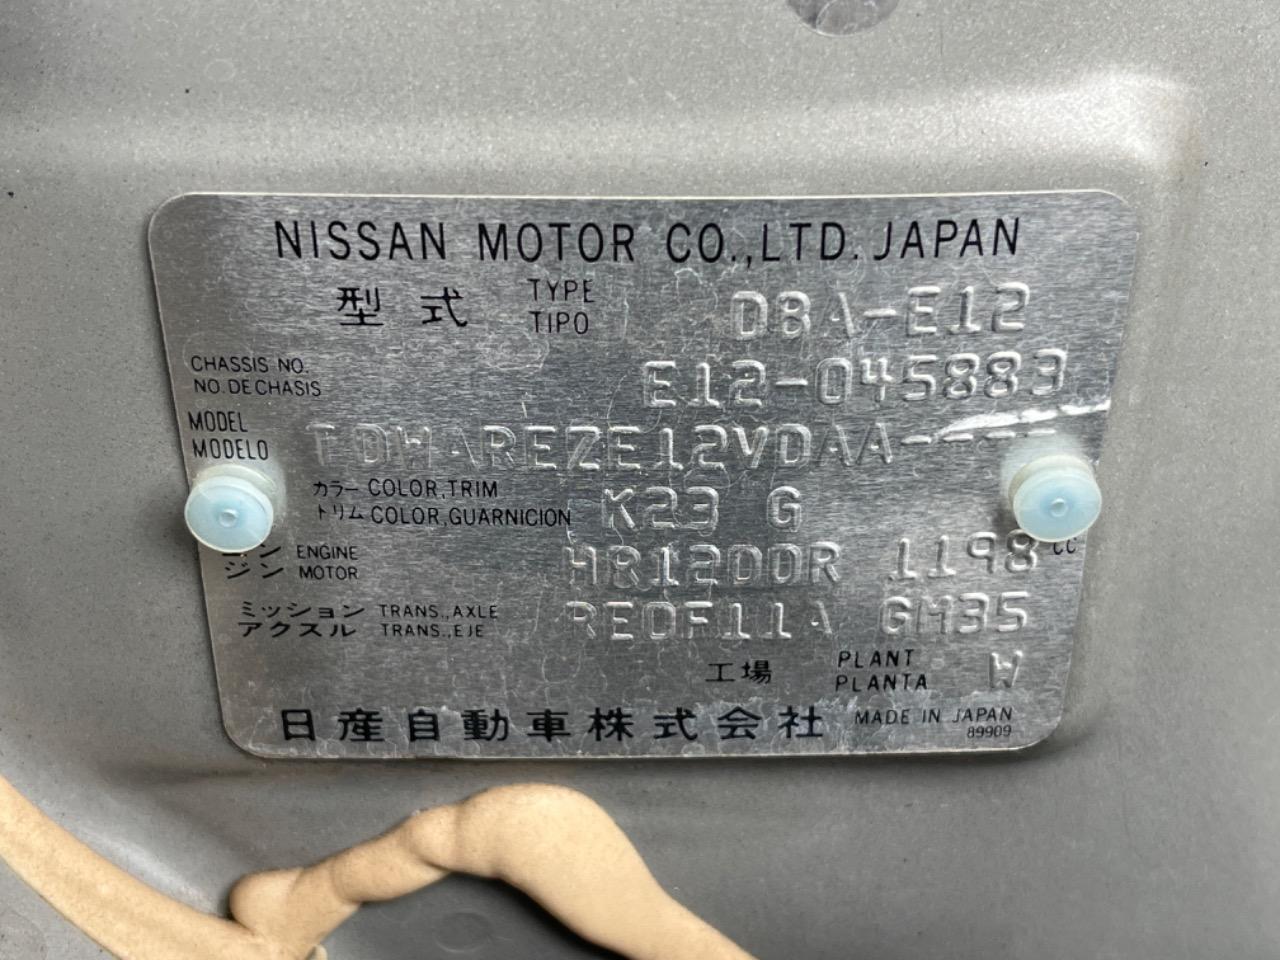 NISSAN MOTOR CO.,LTD. JAPAN
型式 TYPE TIPO DBA-E12
CHASSIS NO. NO. DE CHASIS E12-045883
MODEL MODELO TDWAREZE12VDAA----
カラー COLOR,TRIM トリム COLOR,GUARNICION K23 G
ジン ENGINE MOTOR HR12DDR 1198 CC
ミッション TRANS.,AXLE アクスル TRANS.,EJE RE0F11A GM35
工場 PLANT PLANTA W
日産自動車株式会社 MADE IN JAPAN
89909